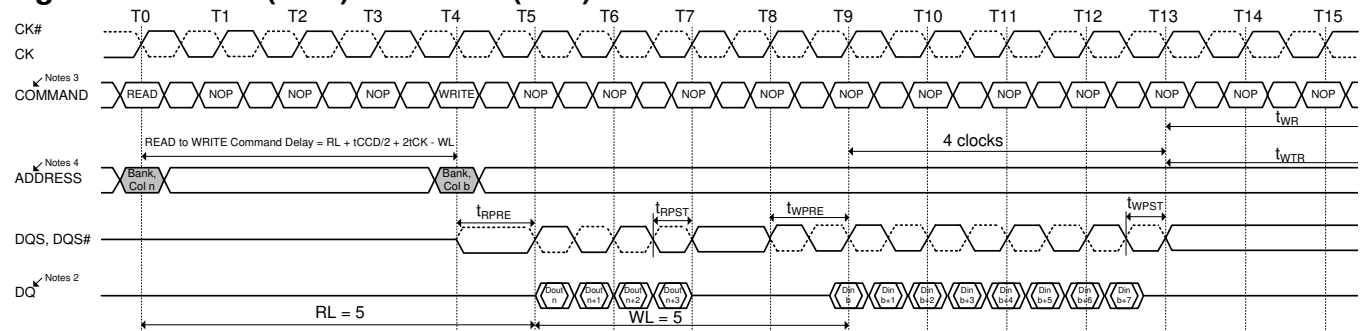 T0 T1 T2 T3 T4 T5 T6 T7 T8 T9 T10 T11 T12 T13 T14 T15
CK#
CK
Notes 3
COMMAND READ NOP NOP NOP WRITE NOP NOP NOP NOP NOP NOP NOP NOP NOP NOP NOP
tWR
READ to WRITE Command Delay = RL + tCCD/2 + 2tCK - WL
4 clocks
tWTR
Notes 4
ADDRESS
Bank, Col n
Bank, Col b
tRPRE tRPST tWPRE tWPST
DQS, DQS#
Notes 2
DQ
Dout n
Dout n+1
Dout n+2
Dout n+3
Din b
Din b+1
Din b+2
Din b+3
Din b+4
Din b+5
Din b+6
Din b+7
RL = 5 WL = 5